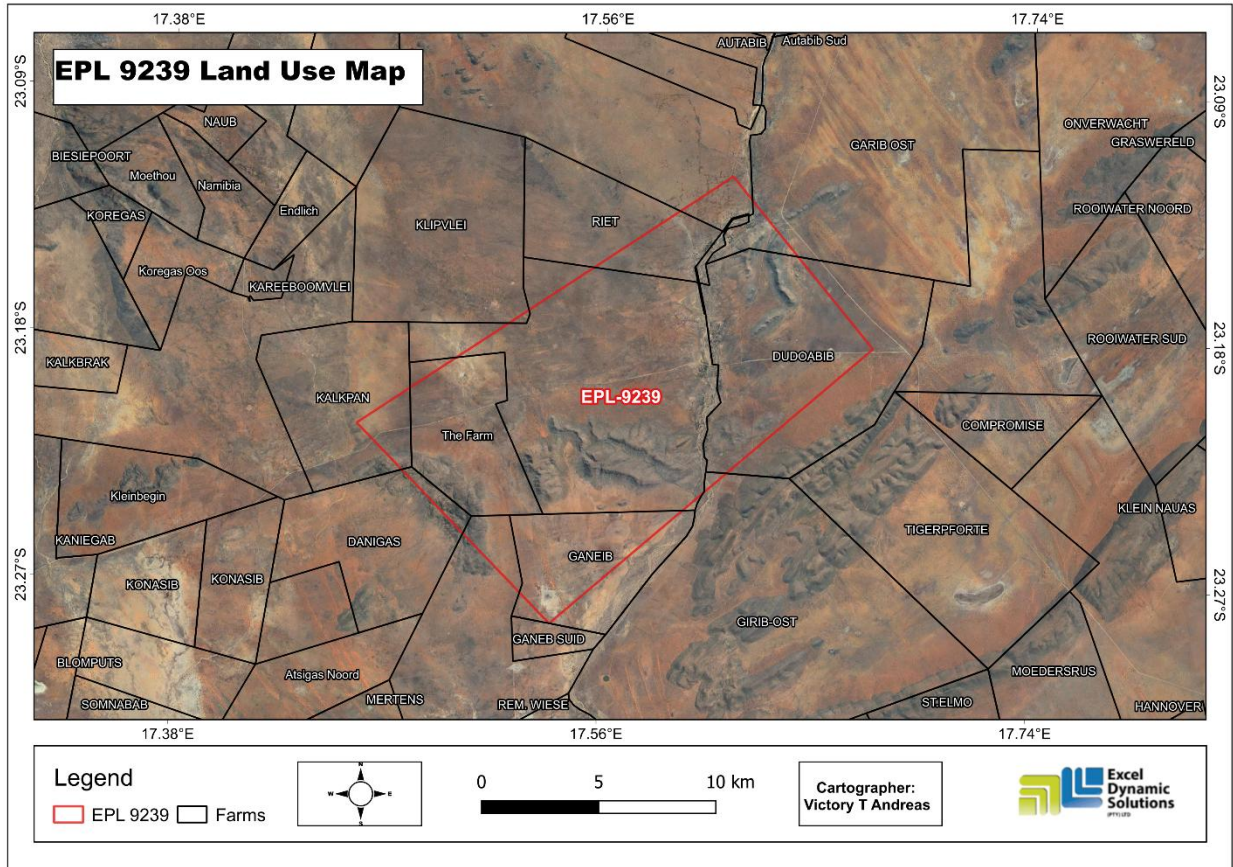 17.38°E
17.56°E
17.74°E
EPL 9239 Land Use Map
23.09°S
23.09°S
AUTABIB
Autabib Sud
NAUB
ONVERWACHT
GRASWERELD
GARIB OST
BIESIEPOORT
Moethou
Namibia
Endlich
KOREGAS
KLIPVLEI
RIET
ROOIWATER NOORD
Koregas Oos
KAREEBOOMVLEI
23.18°S
23.18°S
KALKBRAK
DUDOABIB
ROOIWATER SUD
KALKPAN
EPL-9239
The Farm
COMPROMISE
Kleinbegin
KLEIN NAUAS
KANIEGAB
DANIGAS
TIGERPFORTE
GANEIB
KONASIB
KONASIB
23.27°S
23.27°S
GIRIB-OST
GANEB SUID
BLOMPUTS
Atsigas Noord
MOEDERSRUS
SOMNABAB
MERTENS
REM. WIESE
ST.ELMO
HANNOVER
17.38°E
17.56°E
17.74°E
Legend
EPL 9239
Farms
N
W
E
S
0
5
10 km
Cartographer:
Victory T Andreas
Excel
Dynamic
Solutions
(PTY) LTD